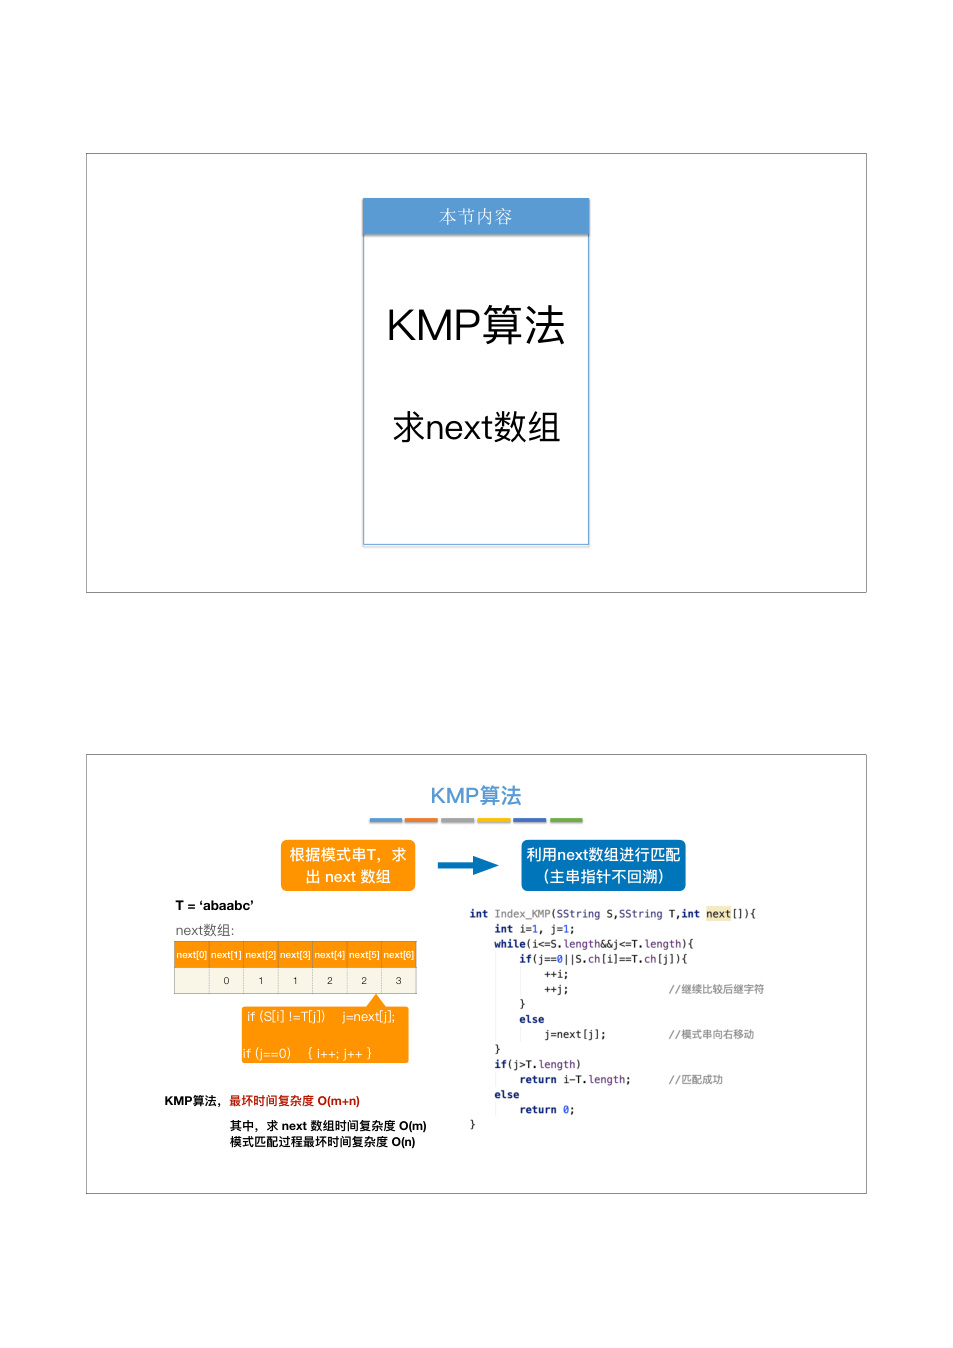 本节内容
KMP算法
求next数组
KMP算法
根据模式串T，求
出 next 数组
利用next数组进行匹配
（主串指针不回溯）
T = ‘abaabc’
next数组:
next[0] next[1] next[2] next[3] next[4] next[5] next[6]
0 1 1 2 2 3
if (S[i] !=T[j]) j=next[j];
if (j==0) { i++; j++ }
KMP算法，最坏时间复杂度 O(m+n)
其中，求 next 数组时间复杂度 O(m)
模式匹配过程最坏时间复杂度 O(n)
int Index_KMP(SString S,SString T,int next[]){
int i=1, j=1;
while(i<=S.length&&j<=T.length){
if(j==0||S.ch[i]==T.ch[j]){
++i;
++j; //继续比较后继字符
}
else
j=next[j]; //模式串向右移动
}
if(j>T.length)
return i-T.length; //匹配成功
else
return 0;
}